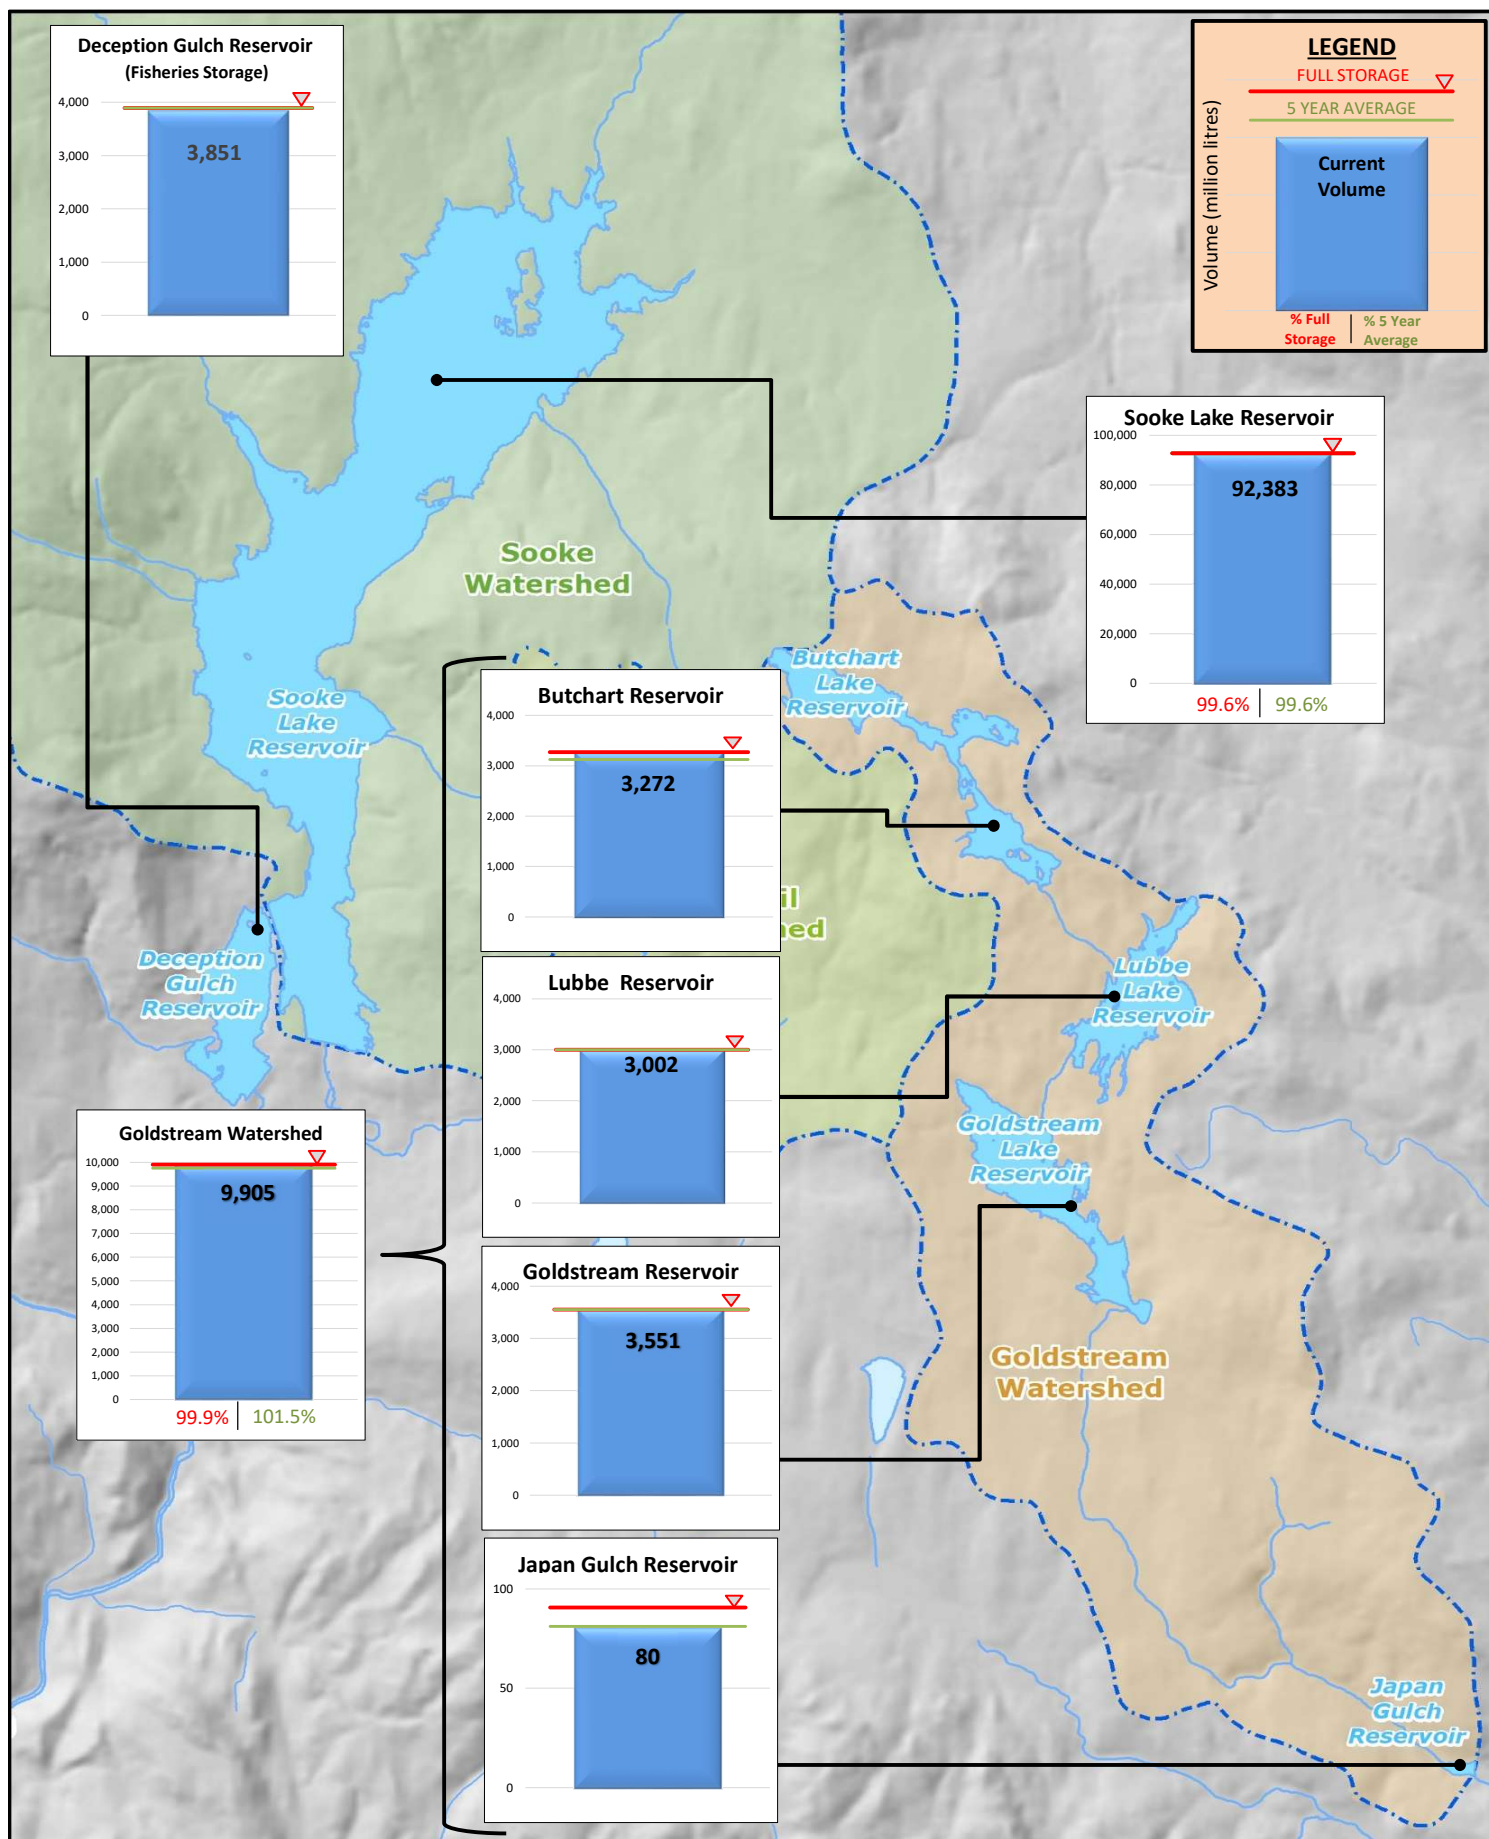 Deception Gulch Reservoir
(Fisheries Storage)
4,000
3,000
2,000
1,000
0
3,851
LEGEND
FULL STORAGE
5 YEAR AVERAGE
Volume (million litres)
Current
Volume
% Full
Storage
% 5 Year
Average
Sooke Lake Reservoir
100,000
80,000
60,000
40,000
20,000
0
92,383
99.6%
99.6%
Sooke
Watershed
Sooke
Lake
Reservoir
Butchart
Lake
Reservoir
Butchart Reservoir
4,000
3,000
2,000
1,000
0
3,272
il
ned
Deception
Gulch
Reservoir
Lubbe Reservoir
4,000
3,000
2,000
1,000
0
3,002
Lubbe
Lake
Reservoir
Goldstream Watershed
10,000
9,000
8,000
7,000
6,000
5,000
4,000
3,000
2,000
1,000
0
9,905
99.9%
101.5%
Goldstream
Lake
Reservoir
Goldstream Reservoir
4,000
3,000
2,000
1,000
0
3,551
Goldstream
Watershed
Japan Gulch Reservoir
100
50
0
80
Japan
Gulch
Reservoir